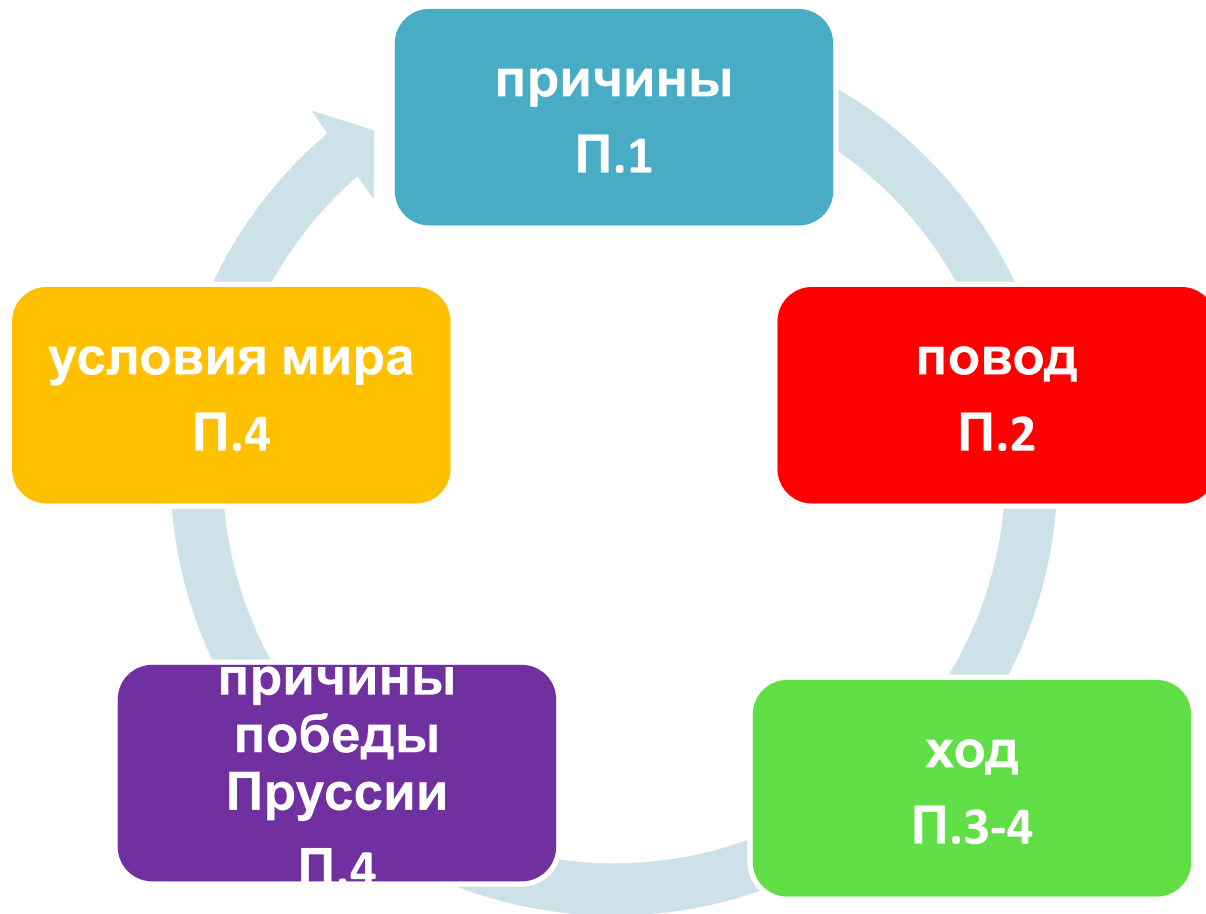 причины
П.1
повод
П.2
ход
П.3-4
причины
победы
Пруссии
П.4
условия мира
П.4